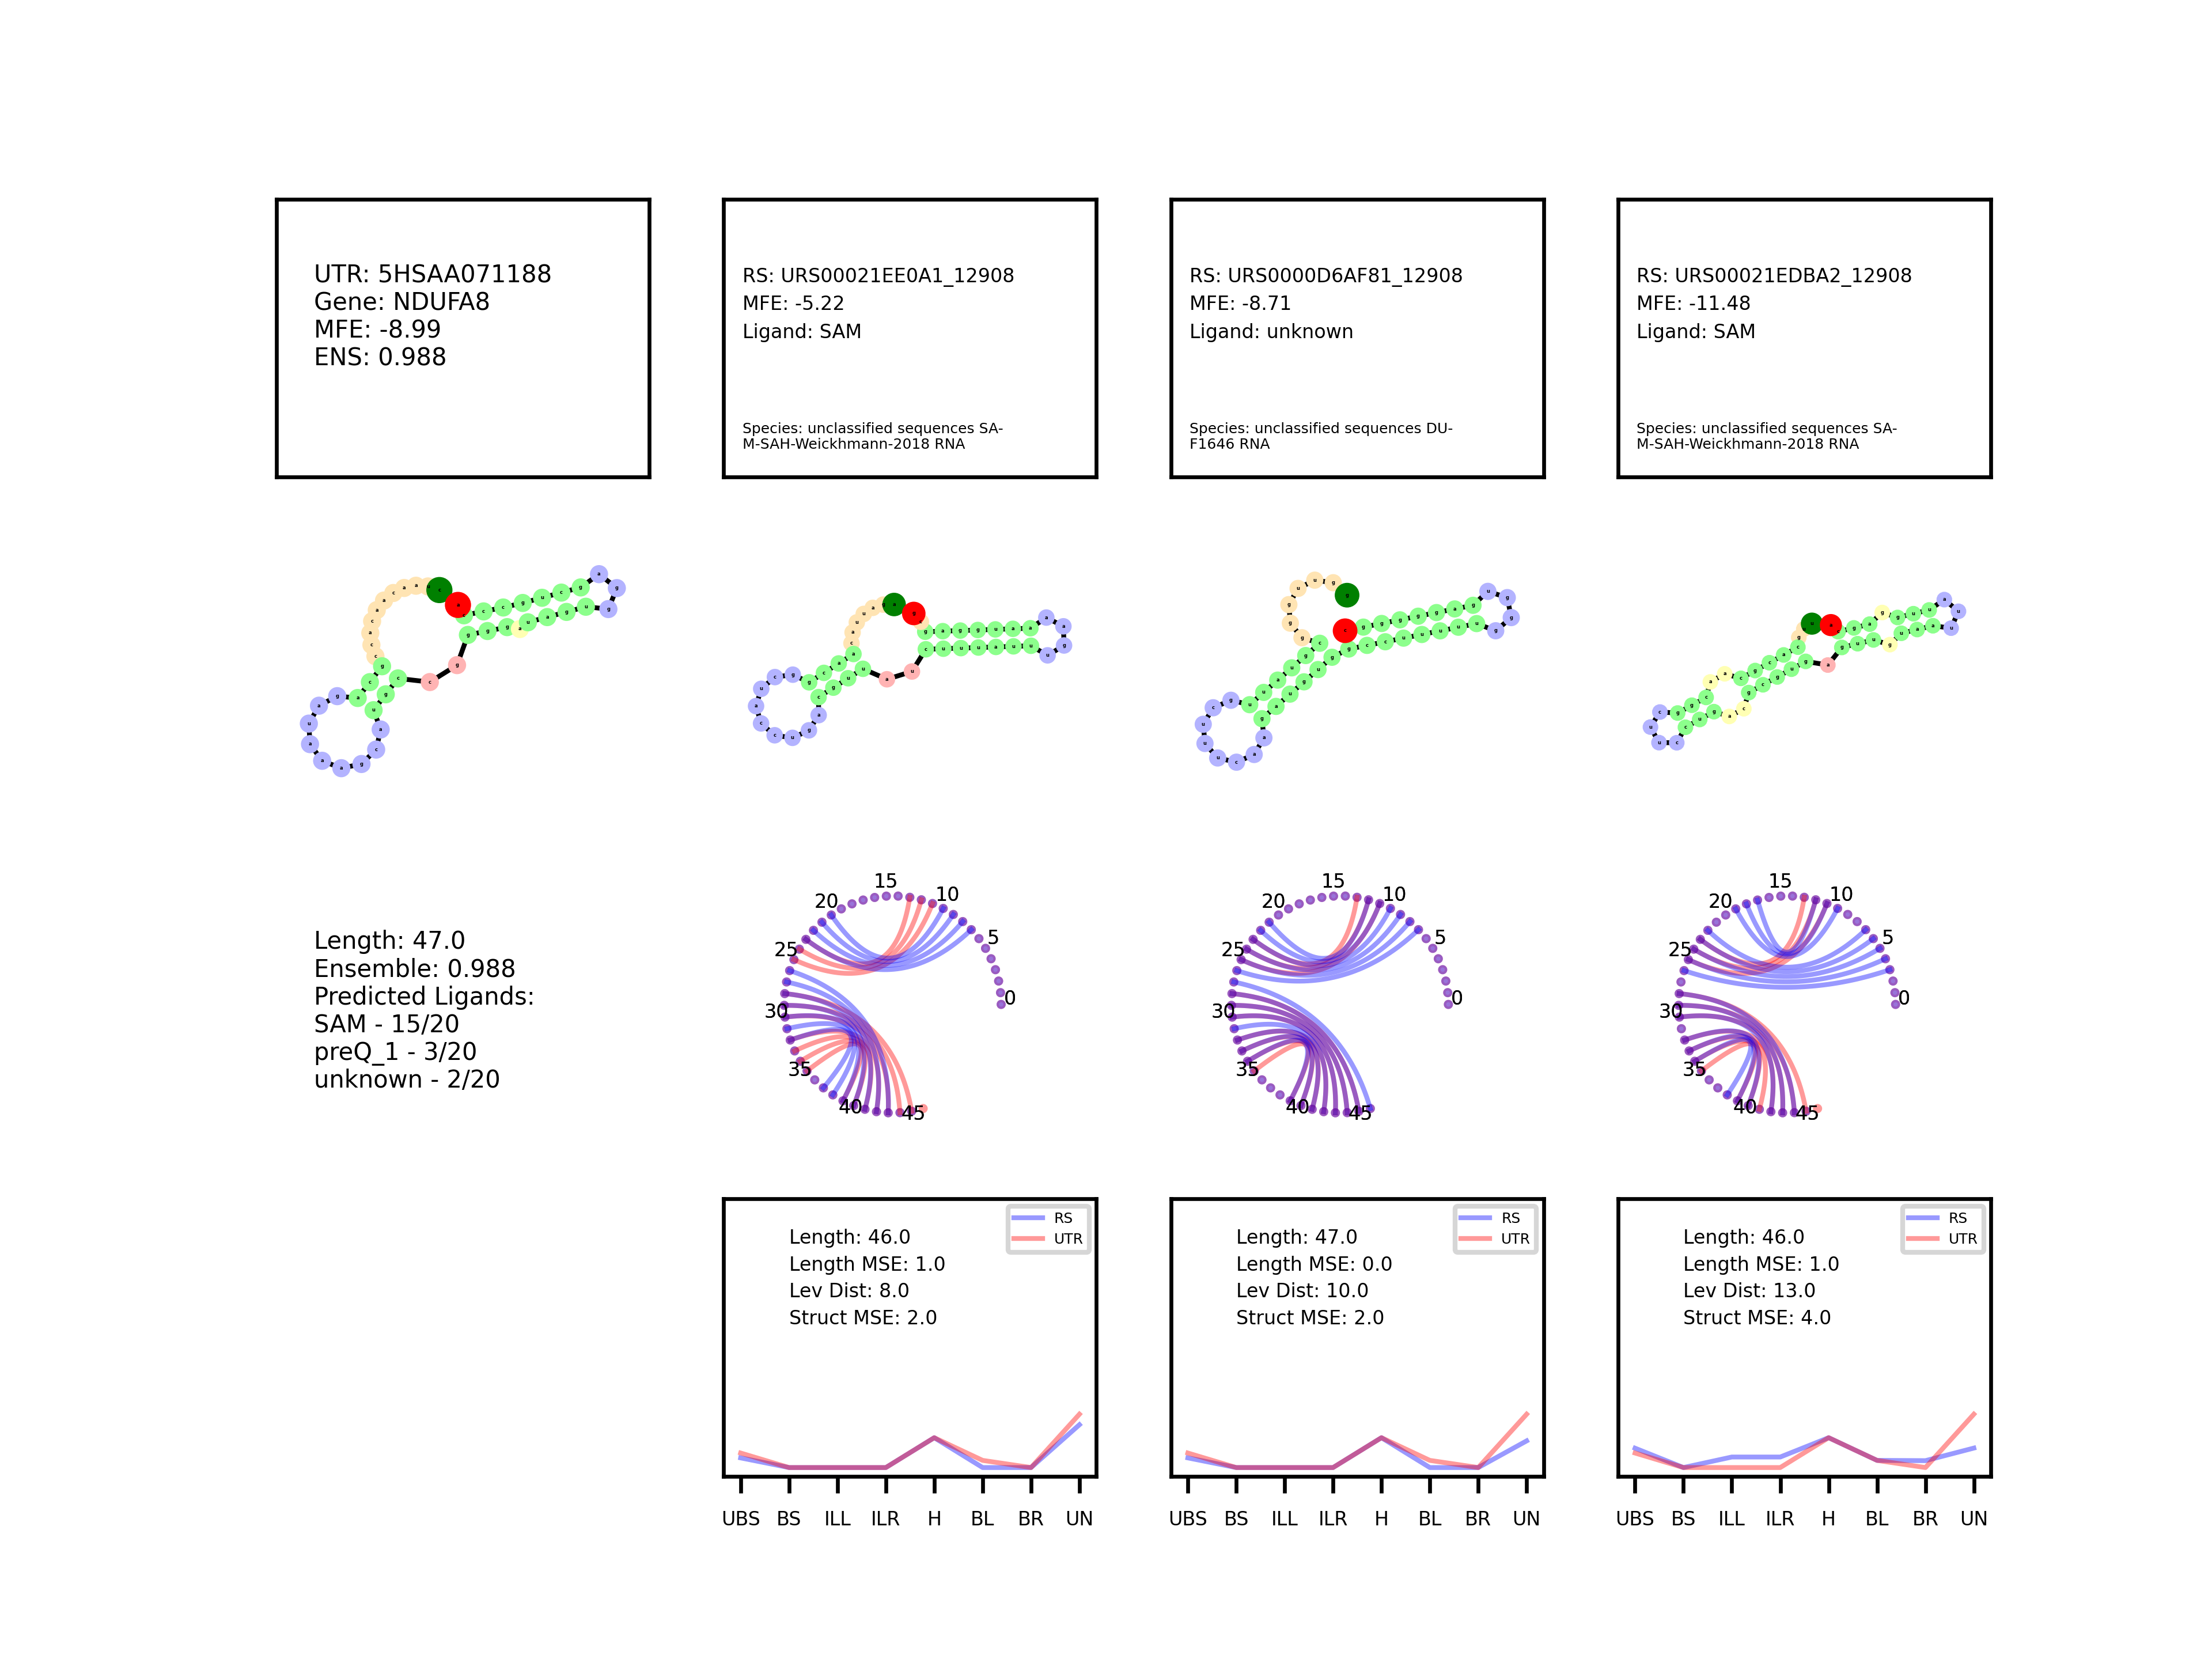 UTR: 5HSAA071188
Gene: NDUFA8
MFE: -8.99
ENS: 0.988
RS: URS00021EE0A1_12908
MFE: -5.22
Ligand: SAM
Species: unclassified sequences SA-
M-SAH-Weickhmann-2018 RNA
RS: URS0000D6AF81_12908
MFE: -8.71
Ligand: unknown
Species: unclassified sequences DU-
F1646 RNA
RS: URS00021EDBA2_12908
MFE: -11.48
Ligand: SAM
Species: unclassified sequences SA-
M-SAH-Weickhmann-2018 RNA
Length: 47.0
Ensemble: 0.988
Predicted Ligands:
SAM - 15/20
preQ_1 - 3/20
unknown - 2/20
0
5
10
15
20
25
30
35
40
45
0
5
10
15
20
25
30
35
40
45
0
5
10
15
20
25
30
35
40
45
RS
UTR
Length: 46.0
Length MSE: 1.0
Lev Dist: 8.0
Struct MSE: 2.0
UBS BS ILL ILR H BL BR UN
RS
UTR
Length: 47.0
Length MSE: 0.0
Lev Dist: 10.0
Struct MSE: 2.0
UBS BS ILL ILR H BL BR UN
RS
UTR
Length: 46.0
Length MSE: 1.0
Lev Dist: 13.0
Struct MSE: 4.0
UBS BS ILL ILR H BL BR UN